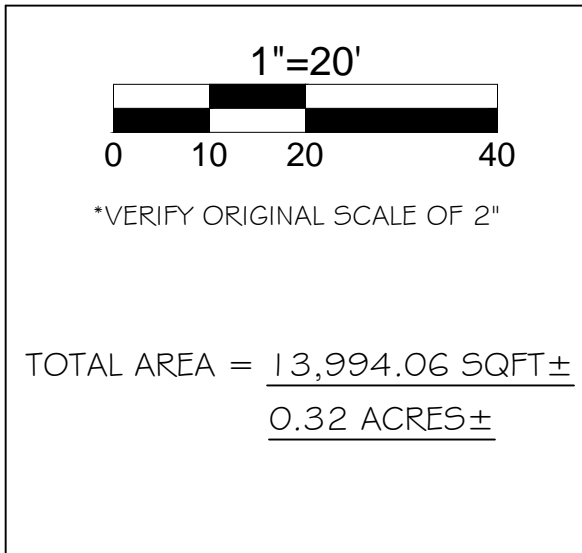 1"=20'
0 10 20 40
*VERIFY ORIGINAL SCALE OF 2"
TOTAL AREA = 13,994.06 SQFT±
0.32 ACRES±